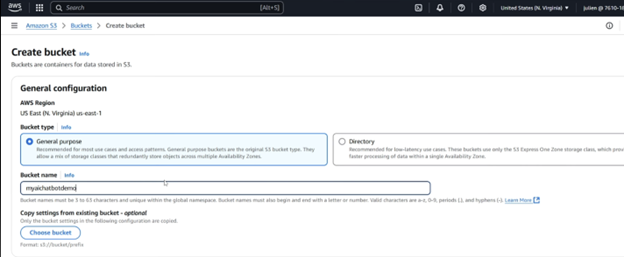 aws
Search [Alt+S] United States (N. Virginia)
Amazon S3 > Buckets > Create bucket
Create bucket Info
Buckets are containers for data stored in S3.
General configuration
AWS Region
US East (N. Virginia) us-east-1
Bucket type Info
General purpose
Recommended for most use cases and access patterns. General purpose buckets are the original S3 bucket type. They
allow a mix of storage classes that redundantly store objects across multiple Availability Zones.
Directory
Recommended for low-latency use cases. These buckets use only the S3 Express One Zone storage class, which prov
faster processing of data within a single Availability Zone.
Bucket name Info
myaichatbotdemo
Bucket names must be 3 to 63 characters and unique within the global namespace. Bucket names must also begin and end with a letter or number. Valid characters are a-z, 0-9, periods (.), and hyphens (-). Learn More
Copy settings from existing bucket - optional
Only the bucket settings in the following configuration are copied.
Choose bucket
Format: s3://bucket/prefix